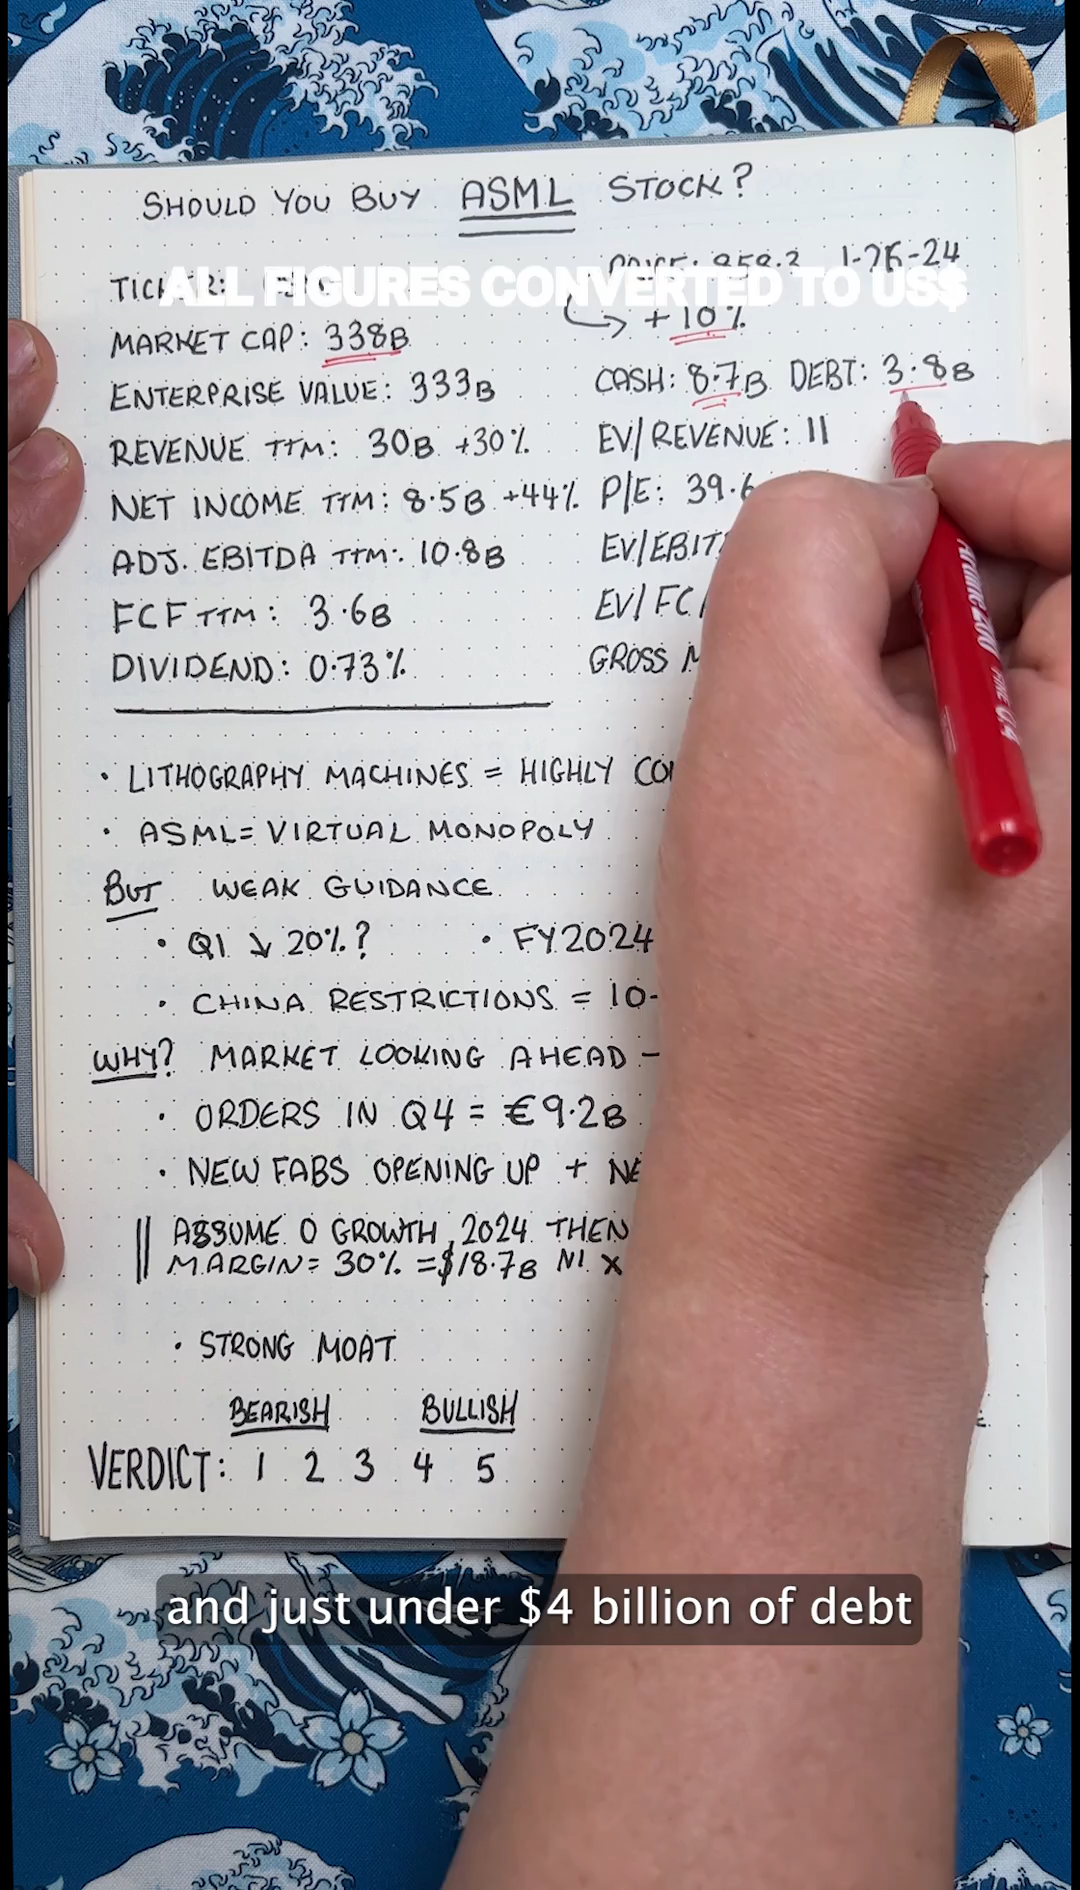 SHOULD YOU BUY ASML STOCK?
PRICE: 858.3 1-26-24
ALL FIGURES CONVERTED TO US$
+10%
MARKET CAP: 338B
CASH: 8.7B DEBT: 3.8B
ENTERPRISE VALUE: 333B
EV/REVENUE: 11
REVENUE TTM: 30B +30%
NET INCOME TTM: 8.5B +44% P/E: 39.6
ADJ. EBITDA TTM: 10.8B
EV/EBIT
FCF TTM: 3.6B
EV/FC
DIVIDEND: 0.73%
GROSS M
• LITHOGRAPHY MACHINES = HIGHLY CO
• ASML = VIRTUAL MONOPOLY
BUT WEAK GUIDANCE
• Q1 ↘ 20%? • FY2024
• CHINA RESTRICTIONS = 10-
WHY? MARKET LOOKING AHEAD –
• ORDERS IN Q4 = €9.2B
• NEW FABS OPENING UP + NE
ASSUME 0 GROWTH, 2024 THEN
MARGIN = 30% = $18.7B NI X
• STRONG MOAT
BEARISH BULLISH
VERDICT: 1 2 3 4 5
and just under $4 billion of debt